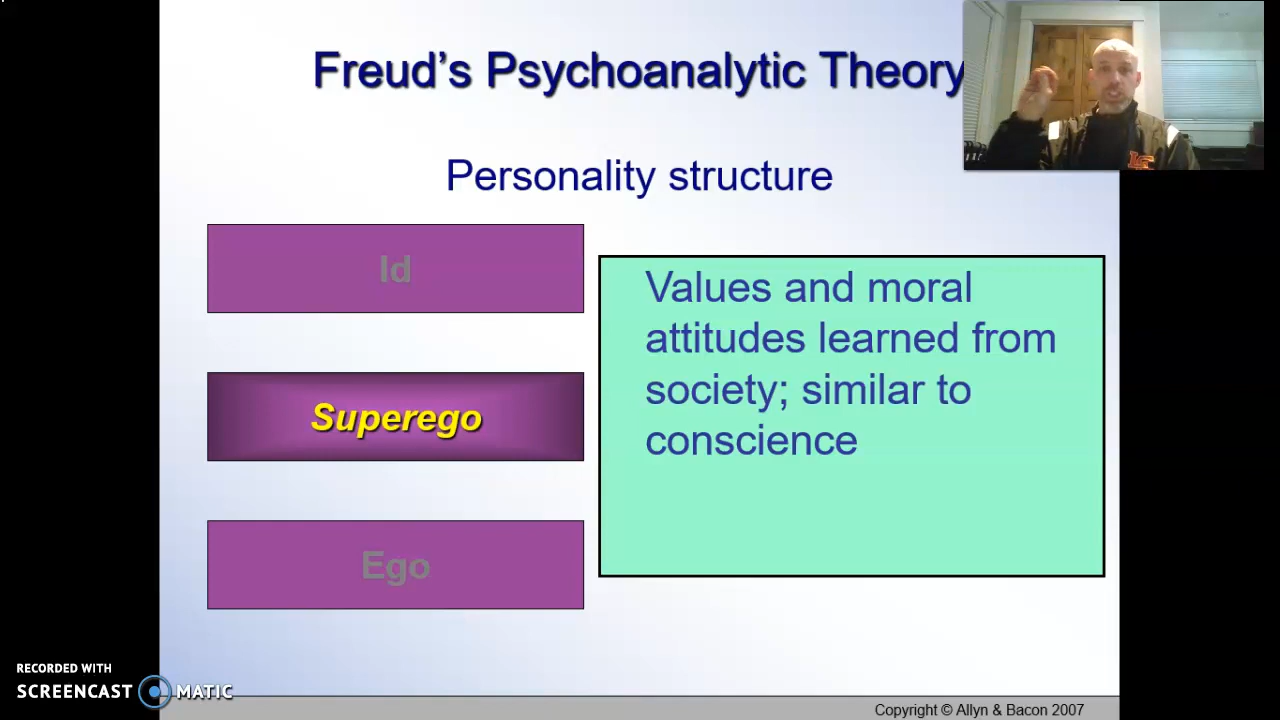 Freud's Psychoanalytic Theory
Personality structure
Id
Values and moral
attitudes learned from
society; similar to
conscience
Superego
Ego
RECORDED WITH
SCREENCAST MATIC
Copyright © Allyn & Bacon 2007